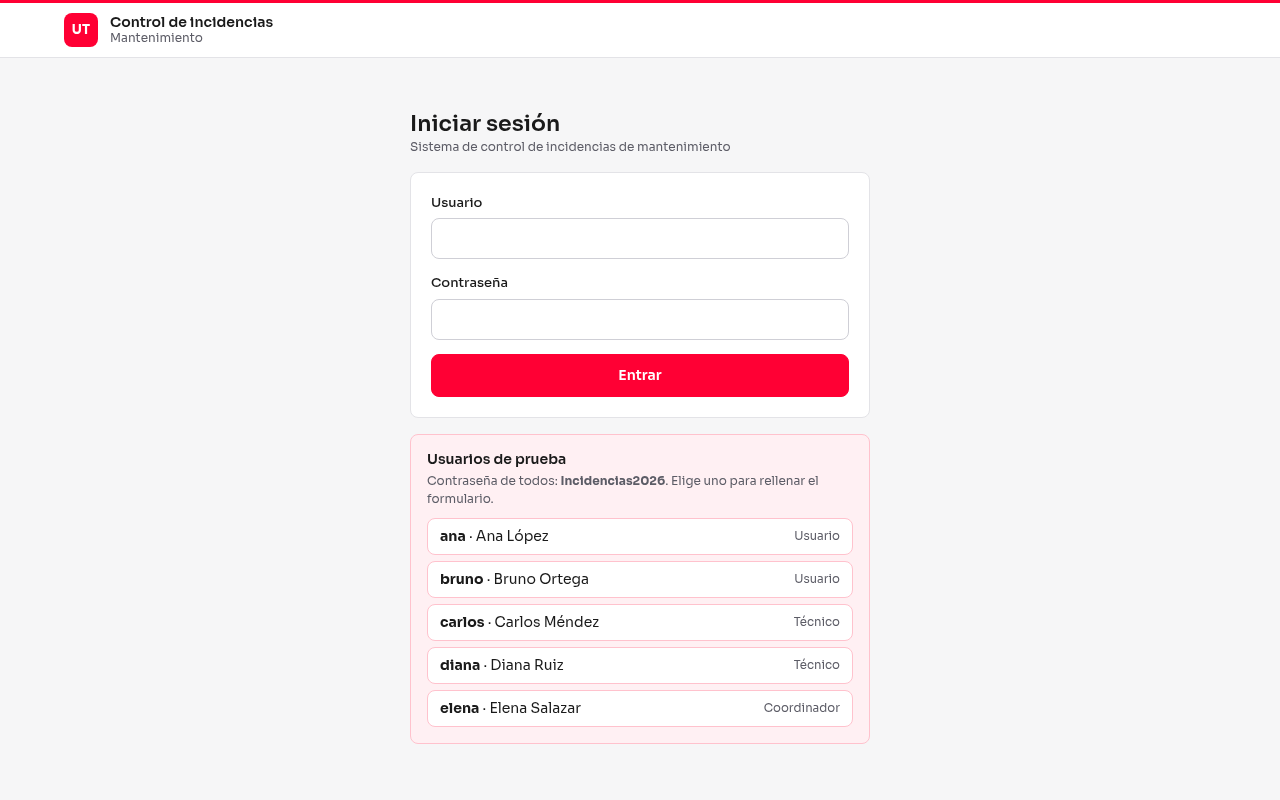 UT
Control de incidencias
Mantenimiento
Iniciar sesión
Sistema de control de incidencias de mantenimiento
Usuario
Contraseña
Entrar
Usuarios de prueba
Contraseña de todos: Incidencias2026. Elige uno para rellenar el
formulario.
ana · Ana López Usuario
bruno · Bruno Ortega Usuario
carlos · Carlos Méndez Técnico
diana · Diana Ruiz Técnico
elena · Elena Salazar Coordinador